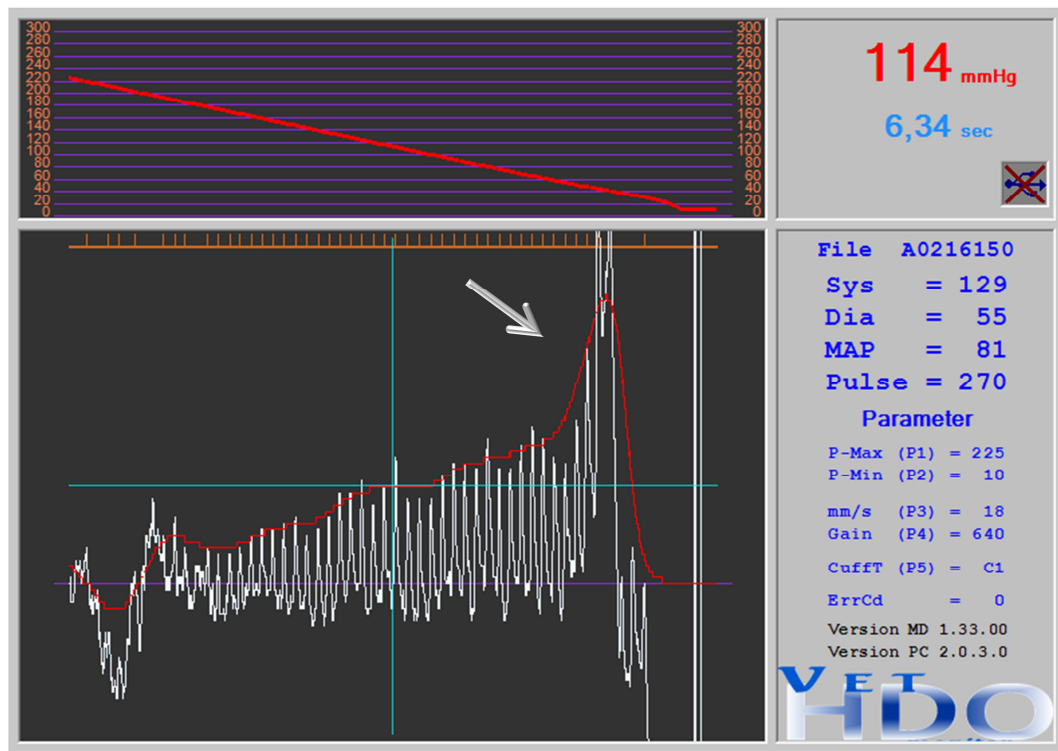 300 300
280 280
260 260
240 240
220 220
200 200
180 180
160 160
140 140
120 120
100 100
80 80
60 60
40 40
20 20
0 0
114 mmHg
6,34 sec
File A0216150
Sys = 129
Dia = 55
MAP = 81
Pulse = 270
Parameter
P-Max (P1) = 225
P-Min (P2) = 10
mm/s (P3) = 18
Gain (P4) = 640
CuffT (P5) = C1
ErrCd = 0
Version MD 1.33.00
Version PC 2.0.3.0
VET
HDO